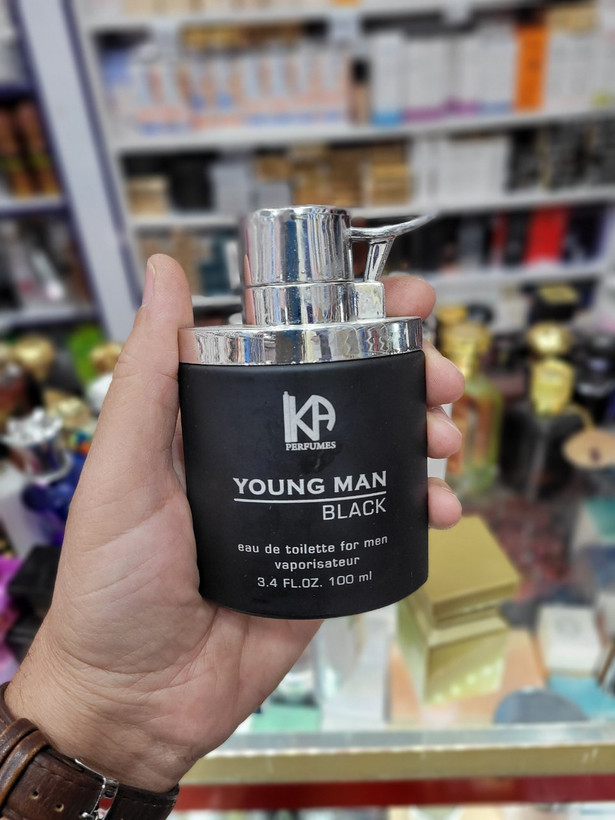 KA
PERFUMES
YOUNG MAN
BLACK
eau de toilette for men
vaporisateur
3.4 FL.OZ. 100 ml